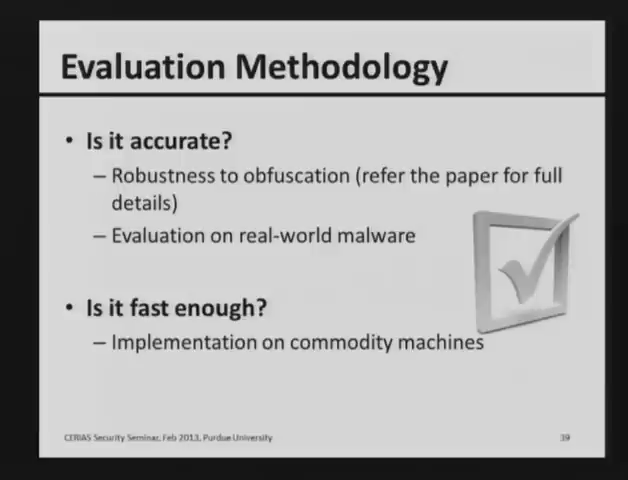 Evaluation Methodology
• Is it accurate?
– Robustness to obfuscation (refer the paper for full
details)
– Evaluation on real-world malware
• Is it fast enough?
– Implementation on commodity machines
CERIAS Security Seminar, Feb 2013, Purdue University
39